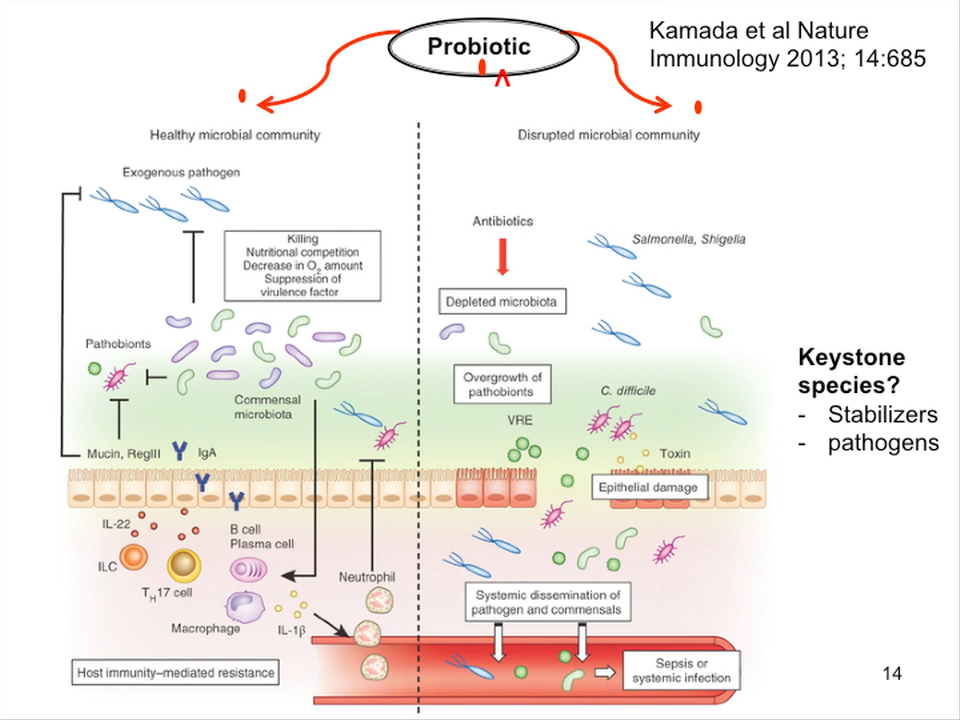 Probiotic
^
Kamada et al Nature
Immunology 2013; 14:685
Healthy microbial community
Disrupted microbial community
Exogenous pathogen
Killing
Nutritional competition
Decrease in O2 amount
Suppression of
virulence factor
Antibiotics
Salmonella, Shigella
Depleted microbiota
Pathobionts
Commensal
microbiota
Overgrowth of
pathobionts
C. difficile
VRE
Toxin
Keystone
species?
- Stabilizers
- pathogens
Mucin, RegIII
IgA
Epithelial damage
IL-22
ILC
TH17 cell
B cell
Plasma cell
Macrophage
IL-1β
Neutrophil
Systemic dissemination of
pathogen and commensals
Host immunity–mediated resistance
Sepsis or
systemic infection
14